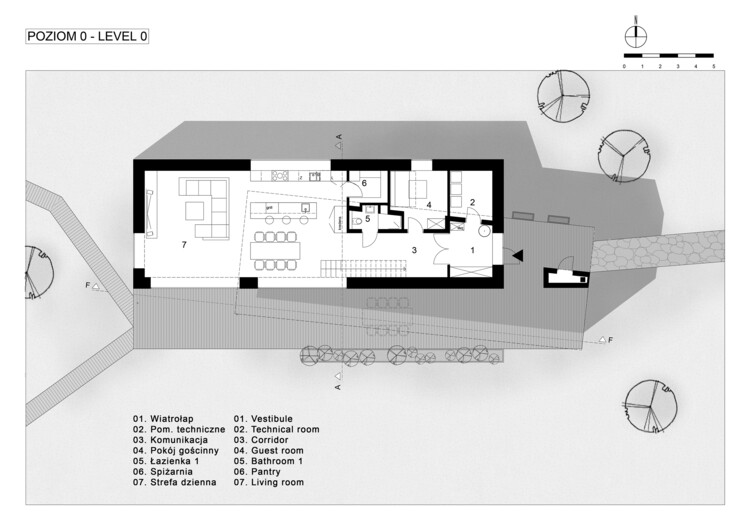 POZIOM 0 - LEVEL 0
N
0 1 2 3 4 5
A
6
4
2
5
7
3
1
F
F
A
01. Wiatrołap
02. Pom. techniczne
03. Komunikacja
04. Pokój gościnny
05. Łazienka 1
06. Spiżarnia
07. Strefa dzienna
01. Vestibule
02. Technical room
03. Corridor
04. Guest room
05. Bathroom 1
06. Pantry
07. Living room